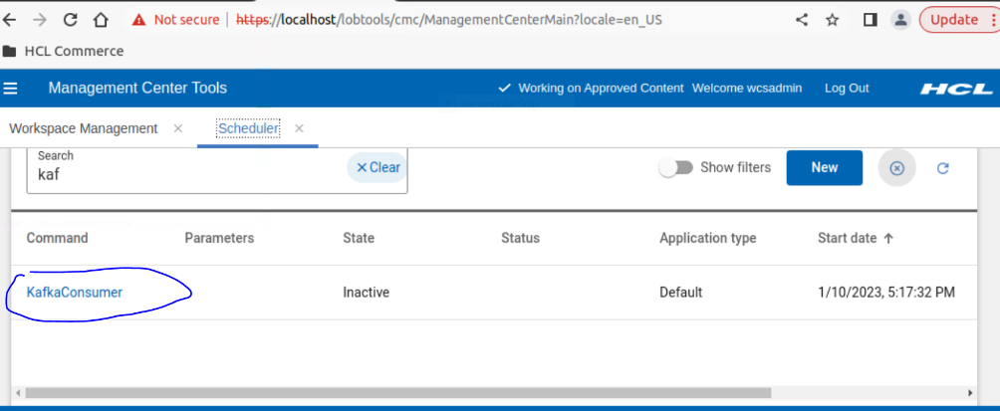 Not secure https://localhost/lobtools/cmc/ManagementCenterMain?locale=en_US Update
HCL Commerce
Management Center Tools Working on Approved Content Welcome wcsadmin Log Out HCL
Workspace Management Scheduler
Search
kaf Clear Show filters New
Command Parameters State Status Application type Start date
KafkaConsumer Inactive Default 1/10/2023, 5:17:32 PM